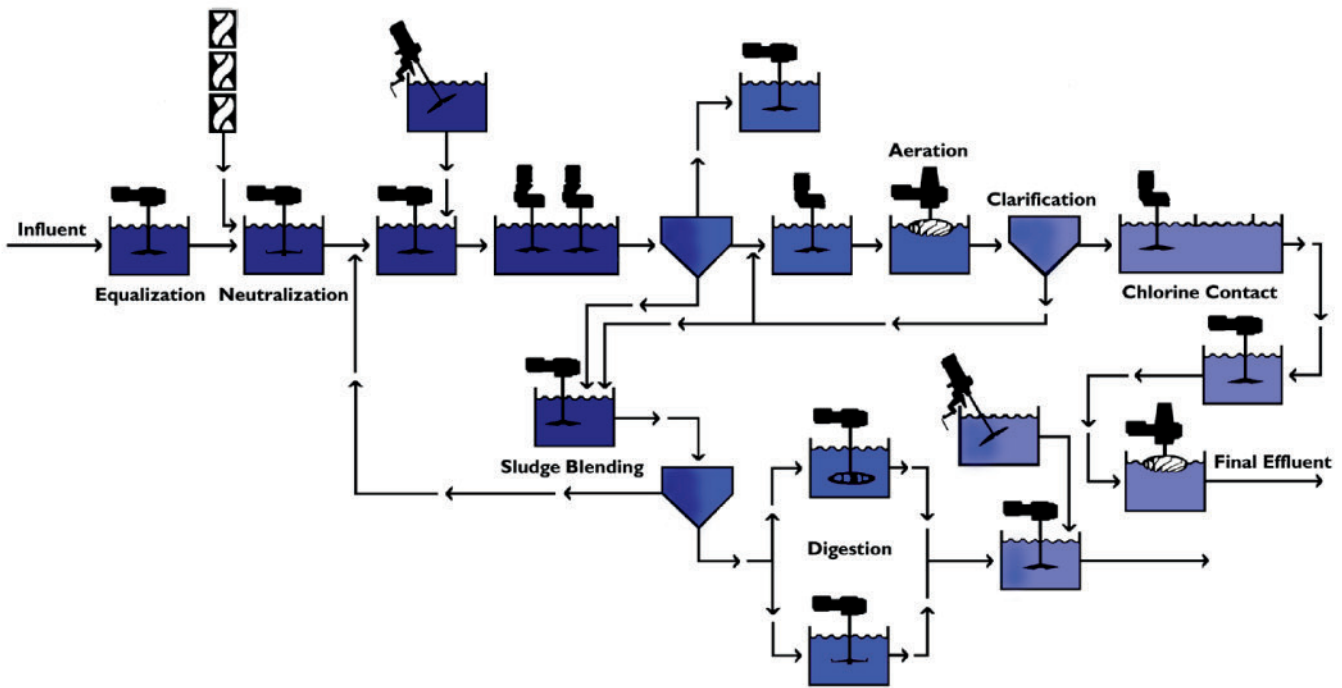 Aeration
Clarification
Influent
Equalization
Neutralization
Chlorine Contact
Sludge Blending
Final Effluent
Digestion